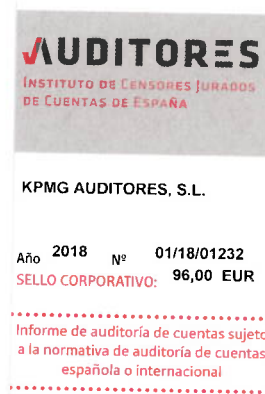 AUDITORES
INSTITUTO DE CENSORES JURADOS
DE CUENTAS DE ESPAÑA
KPMG AUDITORES, S.L.
Año 2018 Nº 01/18/01232
SELLO CORPORATIVO: 96,00 EUR
Informe de auditoría de cuentas sujeto
a la normativa de auditoría de cuentas
española o internacional